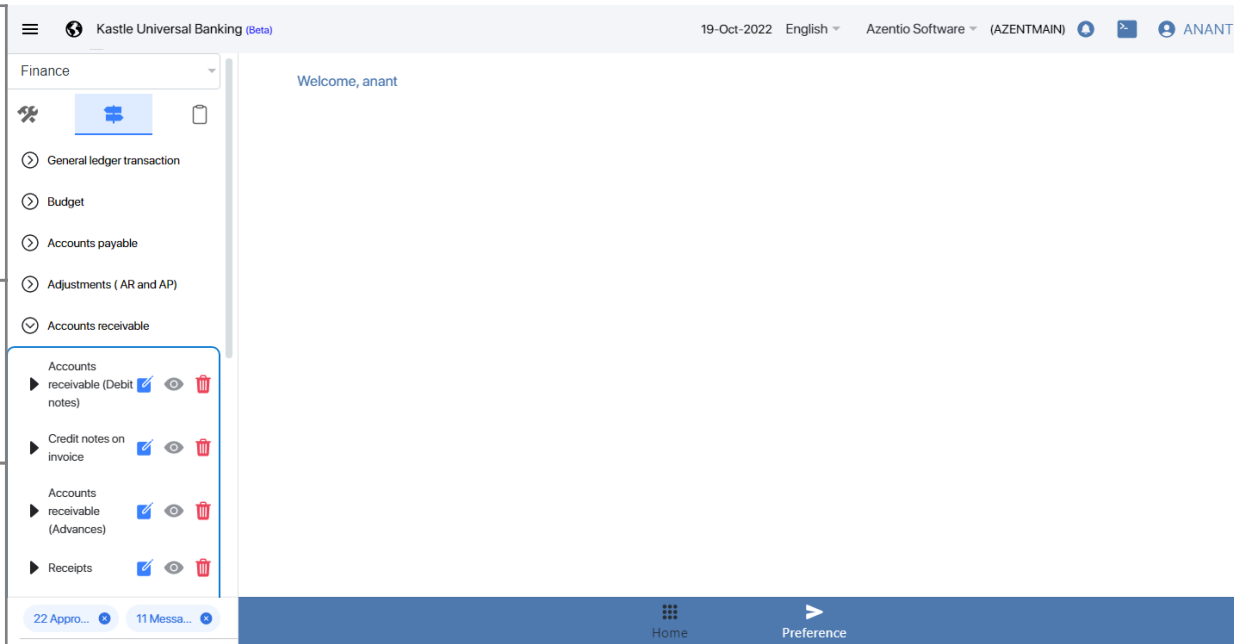 Kastle Universal Banking (Beta)
19-Oct-2022 English Azentio Software (AZENTMAIN) ANANT
Finance
Welcome, anant
General ledger transaction
Budget
Accounts payable
Adjustments ( AR and AP)
Accounts receivable
Accounts
receivable (Debit
notes)
Credit notes on
invoice
Accounts
receivable
(Advances)
Receipts
22 Appro... 11 Messa...
Home Preference